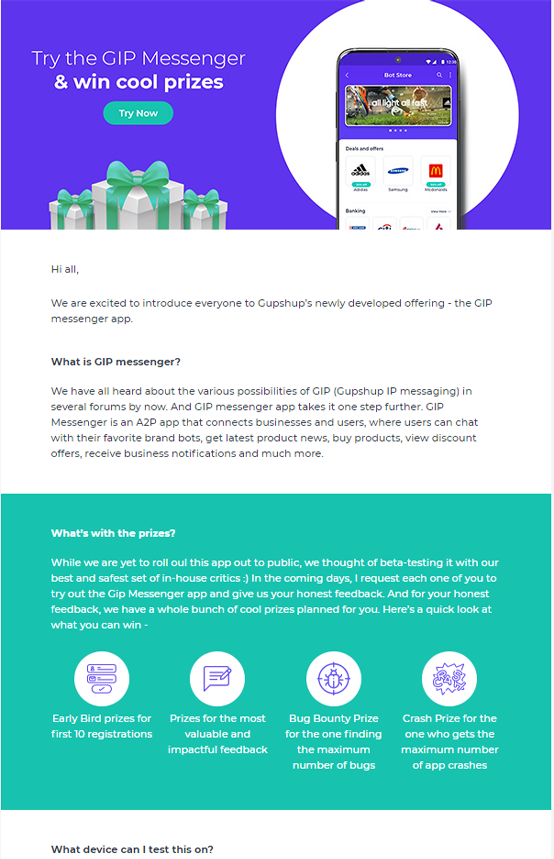 Try the GIP Messenger
& win cool prizes
Try Now
12:30
Bot Store
all light all fast
adidas
Deals and offers
adidas
SAMSUNG
Adidas
Samsung
Mcdonalds
Banking
View more
citi
Hi all,
We are excited to introduce everyone to Gupshup's newly developed offering - the GIP
messenger app.
What is GIP messenger?
We have all heard about the various possibilities of GIP (Gupshup IP messaging) in
several forums by now. And GIP messenger app takes it one step further. GIP
Messenger is an A2P app that connects businesses and users, where users can chat
with their favorite brand bots, get latest product news, buy products, view discount
offers, receive business notifications and much more.
What's with the prizes?
While we are yet to roll oul this app out to public, we thought of beta-testing it with our
best and safest set of in-house critics :) In the coming days, I request each one of you to
try out the Gip Messenger app and give us your honest feedback. And for your honest
feedback, we have a whole bunch of cool prizes planned for you. Here's a quick look at
what you can win -
Early Bird prizes for
first 10 registrations
Prizes for the most
valuable and
impactful feedback
Bug Bounty Prize
for the one finding
the maximum
number of bugs
Crash Prize for the
one who gets the
maximum number
of app crashes
What device can I test this on?